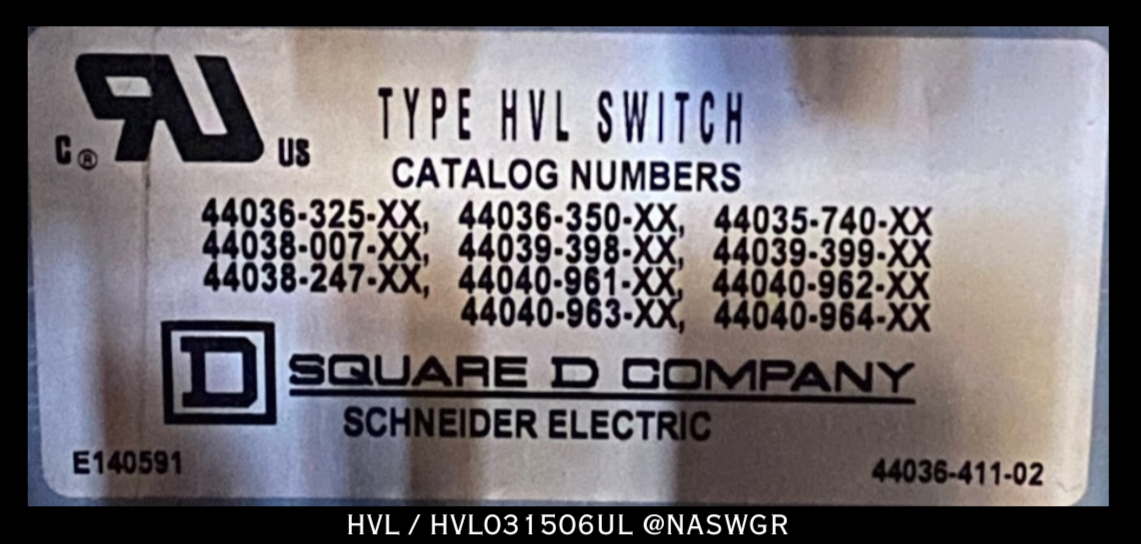 C ® US
TYPE HVL SWITCH
CATALOG NUMBERS
44036-325-XX, 44036-350-XX, 44035-740-XX
44038-007-XX, 44039-398-XX, 44039-399-XX
44038-247-XX, 44040-961-XX, 44040-962-XX
44040-963-XX, 44040-964-XX
D SQUARE D COMPANY
SCHNEIDER ELECTRIC
E140591
44036-411-02
HVL / HVL031506UL @NASWGR